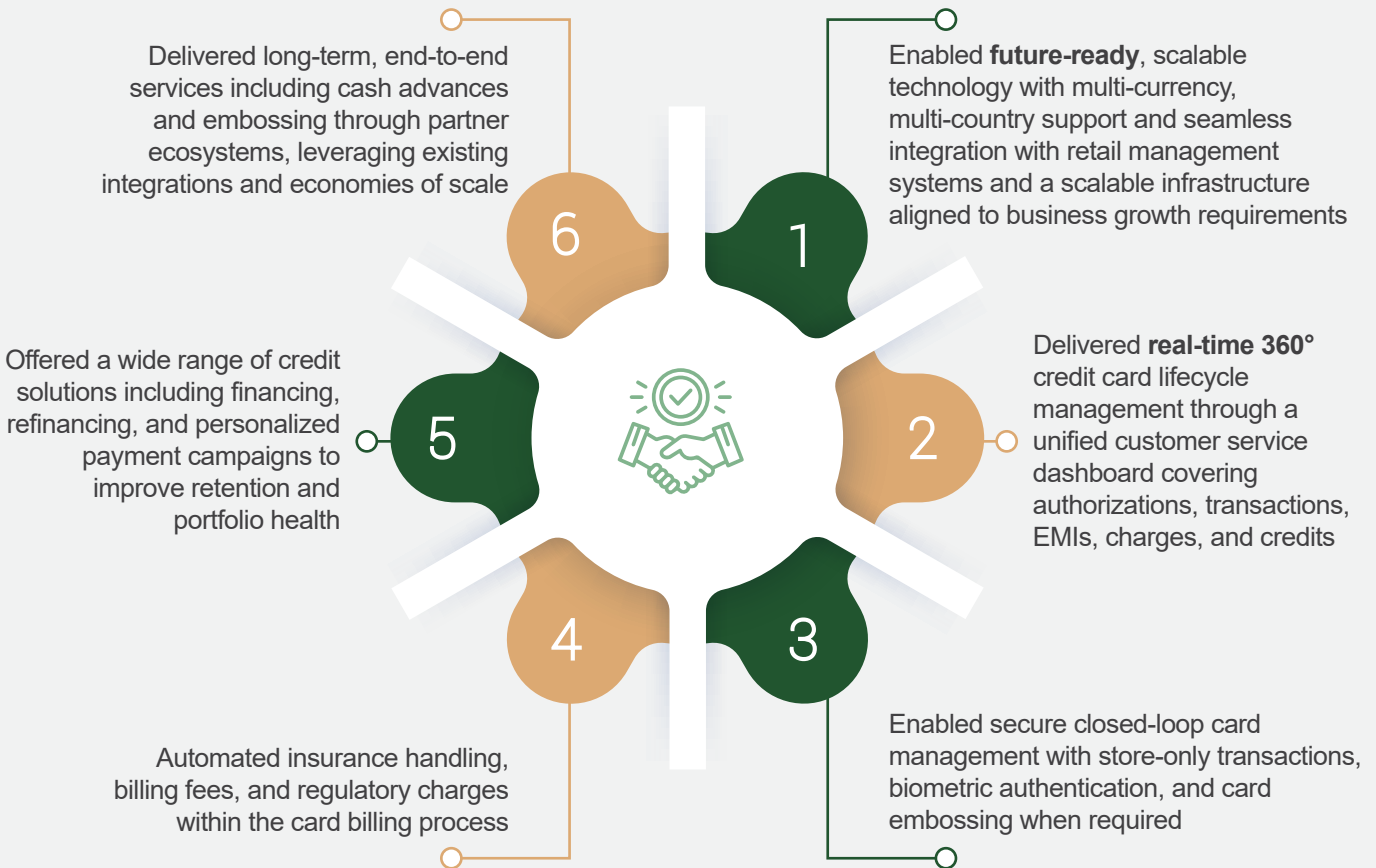 1
Enabled future-ready, scalable
technology with multi-currency,
multi-country support and seamless
integration with retail management
systems and a scalable infrastructure
aligned to business growth requirements
2
Delivered real-time 360°
credit card lifecycle
management through a
unified customer service
dashboard covering
authorizations, transactions,
EMIs, charges, and credits
3
Enabled secure closed-loop card
management with store-only transactions,
biometric authentication, and card
embossing when required
4
Automated insurance handling,
billing fees, and regulatory charges
within the card billing process
5
Offered a wide range of credit
solutions including financing,
refinancing, and personalized
payment campaigns to
improve retention and
portfolio health
6
Delivered long-term, end-to-end
services including cash advances
and embossing through partner
ecosystems, leveraging existing
integrations and economies of scale